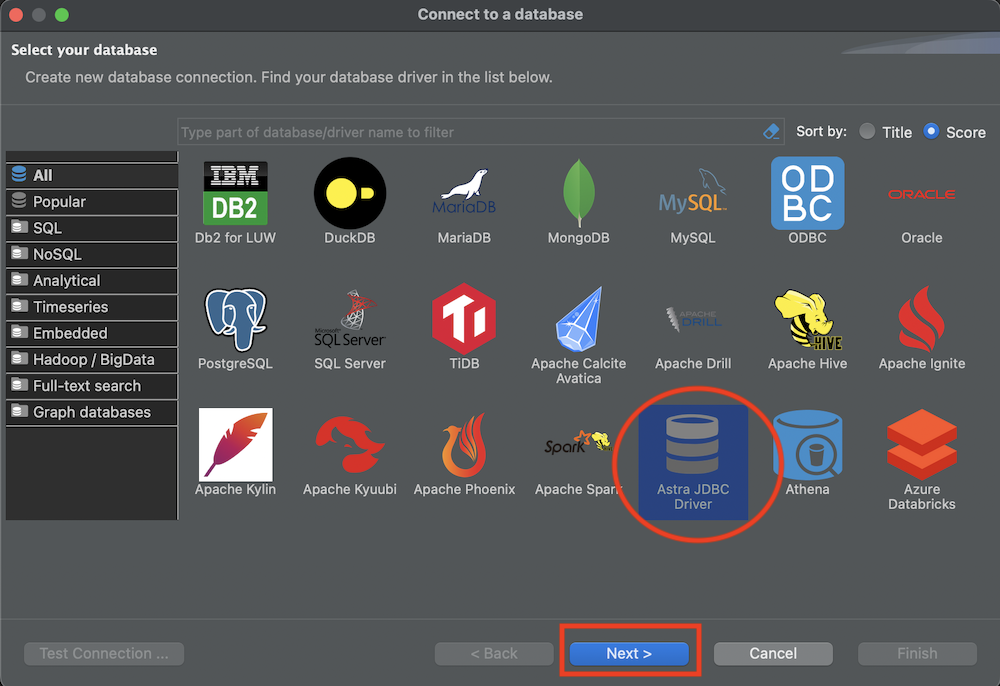 Connect to a database
Select your database
Create new database connection. Find your database driver in the list below.
Type part of database/driver name to filter
Sort by:
Title
Score
All
Popular
SQL
NoSQL
Analytical
Timeseries
Embedded
Hadoop / BigData
Full-text search
Graph databases
IBM
DB2
Db2 for LUW
DuckDB
MariaDB
MariaDB
MongoDB
MySQL
MySQL
OD
BC
ODBC
ORACLE
Oracle
PostgreSQL
Microsoft
SQL Server
SQL Server
TiDB
Apache Calcite
Avatica
APACHE
DRILL
Apache Drill
HIVE
Apache Hive
Apache Ignite
Apache Kylin
Apache Kyuubi
Apache Phoenix
Spark
Apache Spark
Astra JDBC
Driver
Athena
Azure
Databricks
Test Connection ...
< Back
Next >
Cancel
Finish